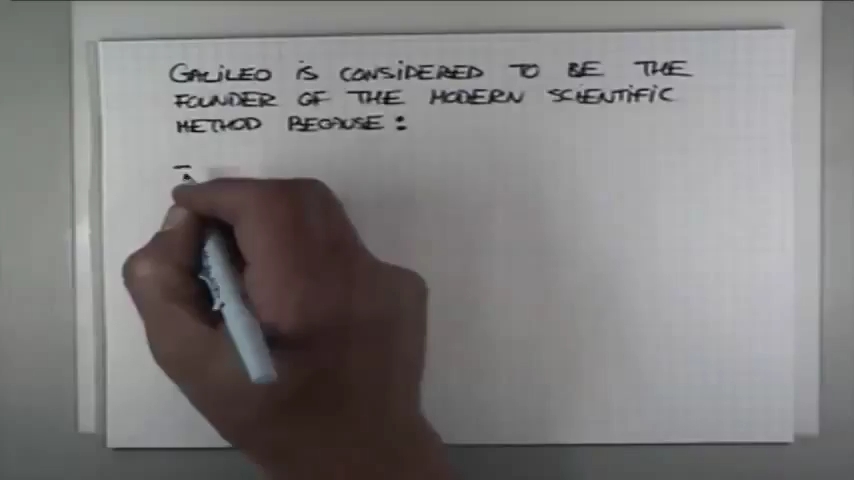 GALILEO IS CONSIDERED TO BE THE
FOUNDER OF THE MODERN SCIENTIFIC
METHOD BECAUSE: